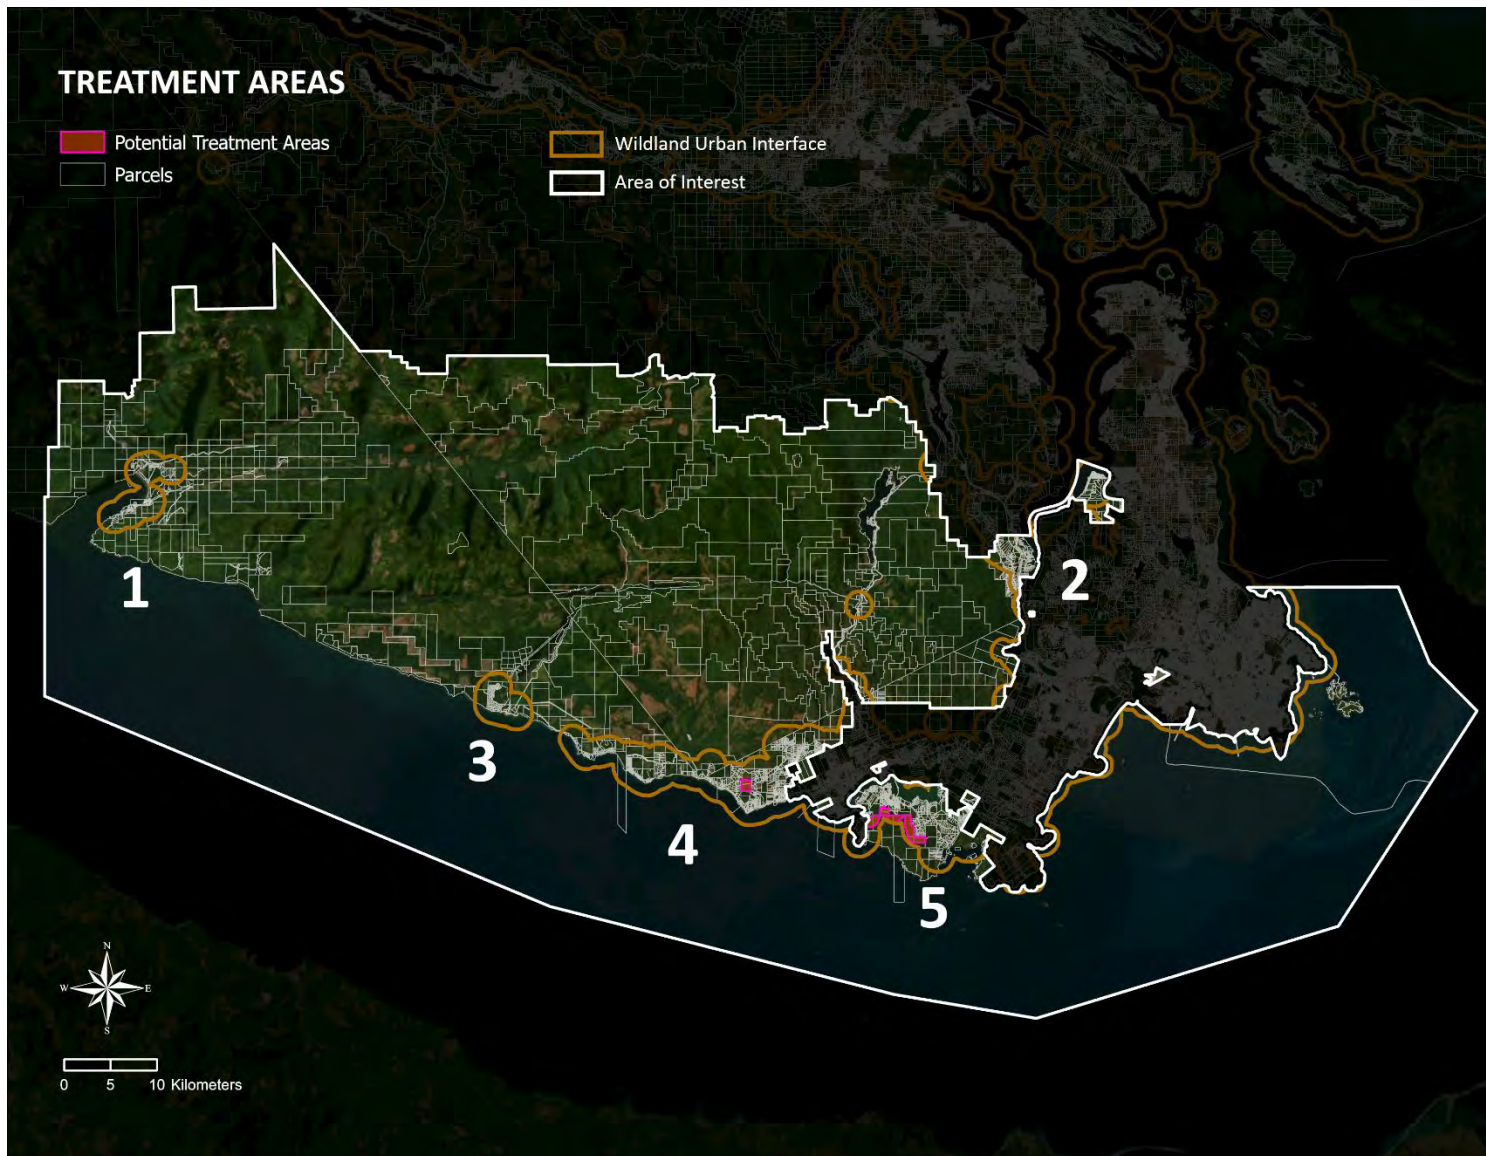 TREATMENT AREAS
Potential Treatment Areas
Parcels
Wildland Urban Interface
Area of Interest
1
2
3
4
5
N
W
E
S
0 5 10 Kilometers